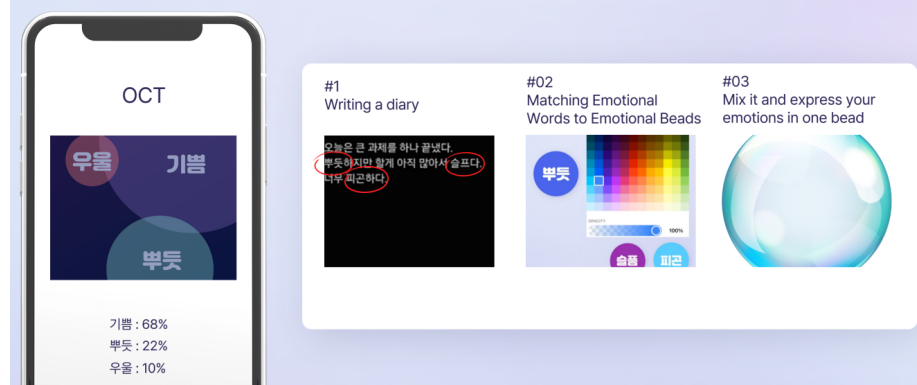 OCT
우울
기쁨
뿌듯
기쁨 : 68%
뿌듯 : 22%
우울 : 10%
#1
Writing a diary
오늘은 큰 과제를 하나 끝냈다.
뿌듯하지만 할게 아직 많아서 슬프다.
너무 피곤하다.
#02
Matching Emotional
Words to Emotional Beads
뿌듯
OPACITY
100%
슬픔
피곤
#03
Mix it and express your
emotions in one bead